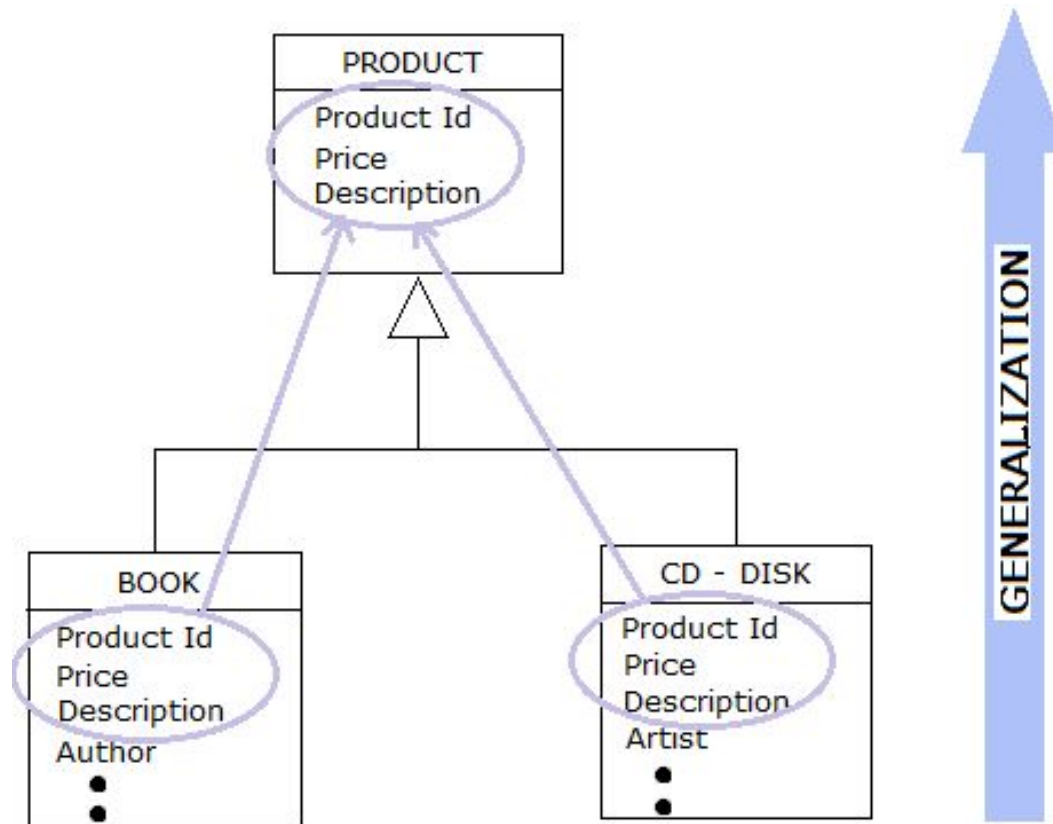 PRODUCT
Product Id
Price
Description
GENERALIZATION
BOOK
Product Id
Price
Description
Author
CD - DISK
Product Id
Price
Description
Artist